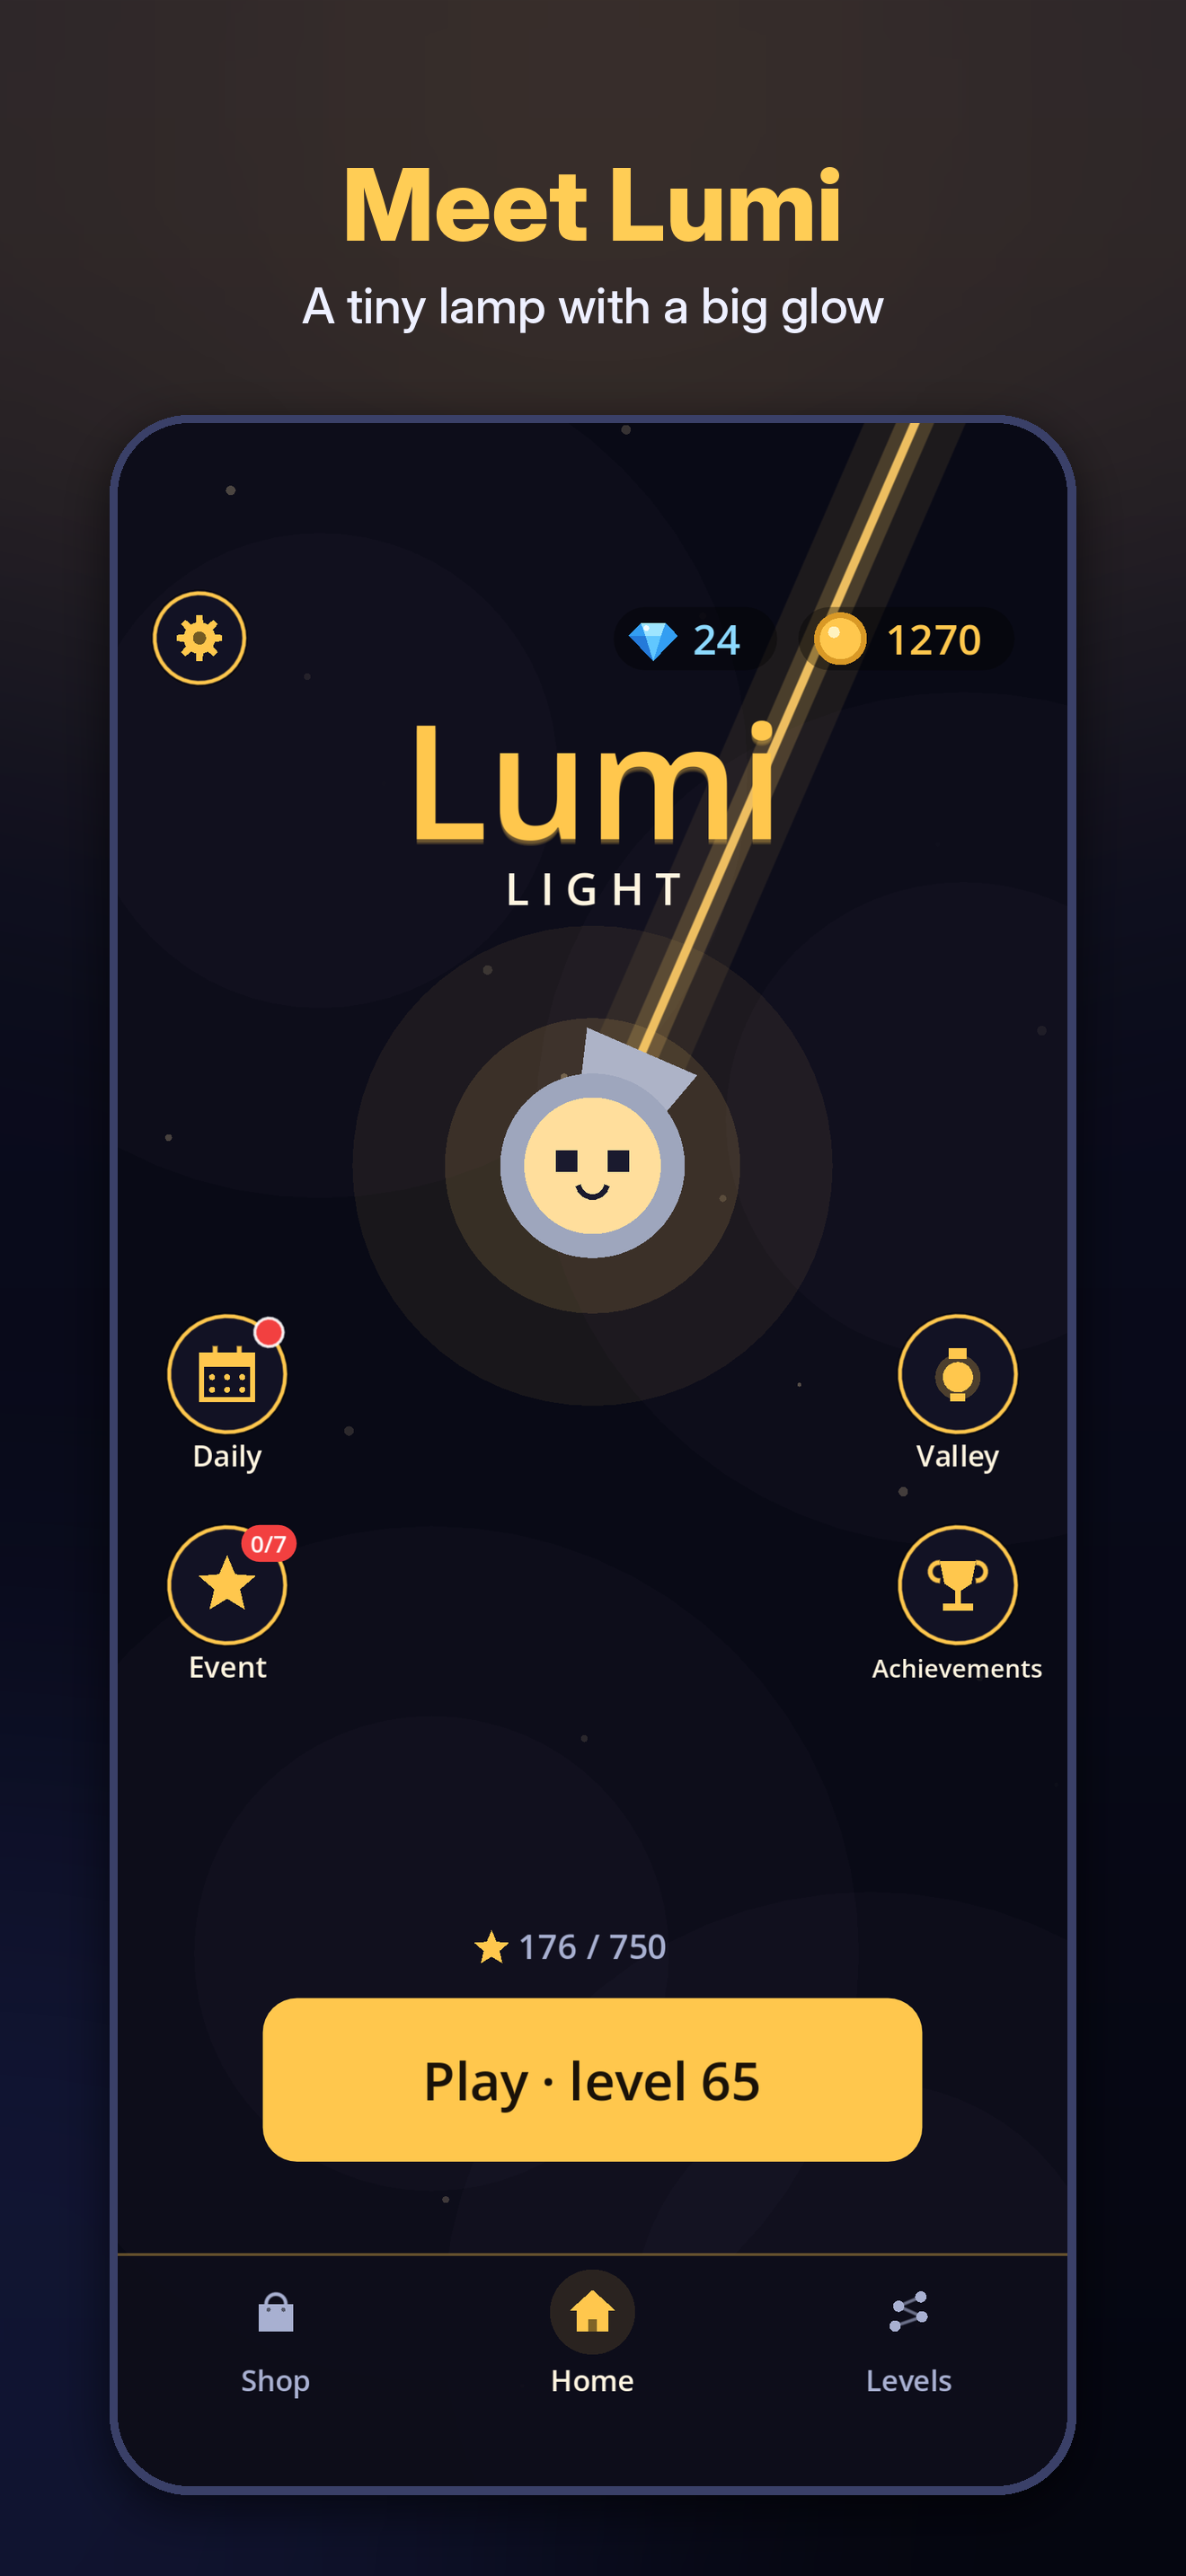 Meet Lumi
A tiny lamp with a big glow
24
1270
Lumi
LIGHT
Daily
Valley
0/7
Event
Achievements
176 / 750
Play · level 65
Shop
Home
Levels